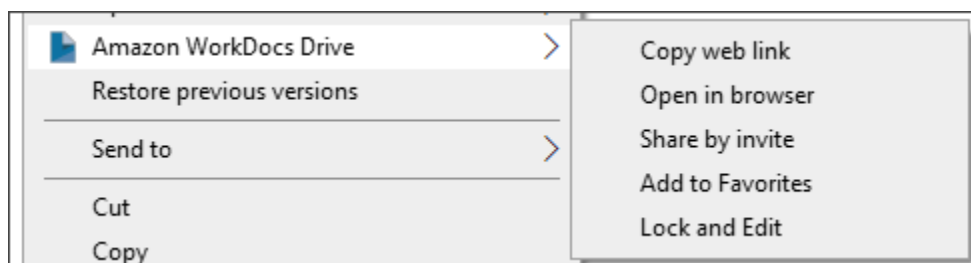 Amazon WorkDocs Drive
Restore previous versions
Send to
Cut
Copy
Copy web link
Open in browser
Share by invite
Add to Favorites
Lock and Edit